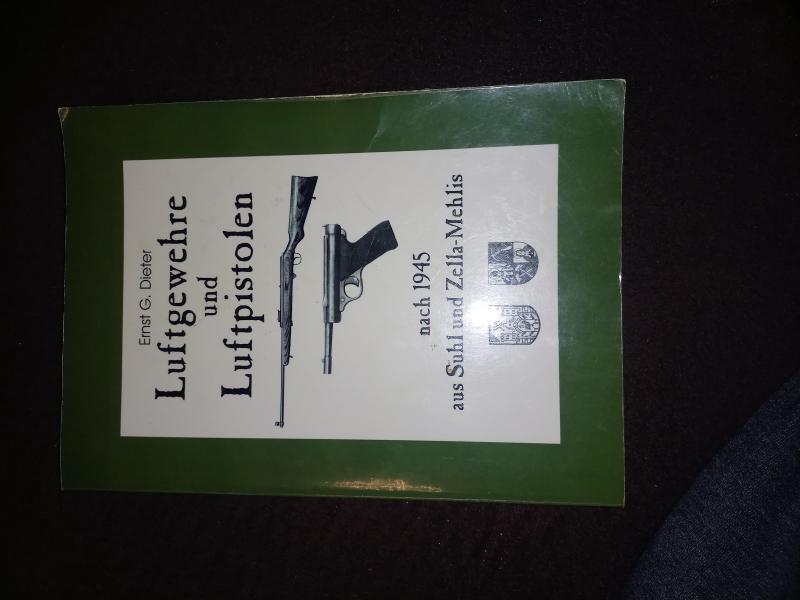 Ernst G. Dieter
Luftgewehre
und
Luftpistolen
nach 1945
aus Suhl und Zella-Mehlis